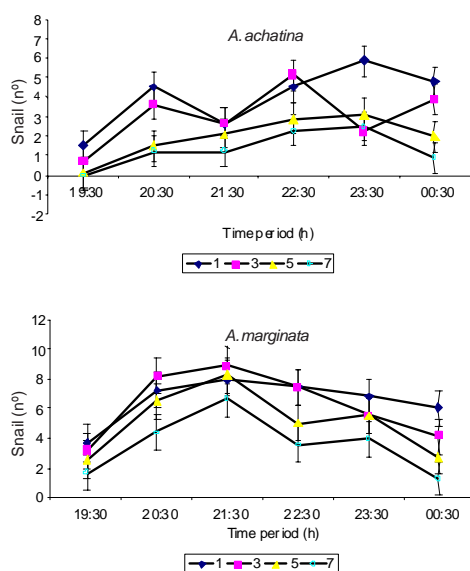 A. achatina
8
7
6
5
4
3
2
1
0
-1
-2
Snail (nº)
19:30 20:30 21:30 22:30 23:30 00:30
Time period (h)
1 3 5 7
A. marginata
12
10
8
6
4
2
0
Snail (nº)
19:30 20:30 21:30 22:30 23:30 00:30
Time period (h)
1 3 5 7